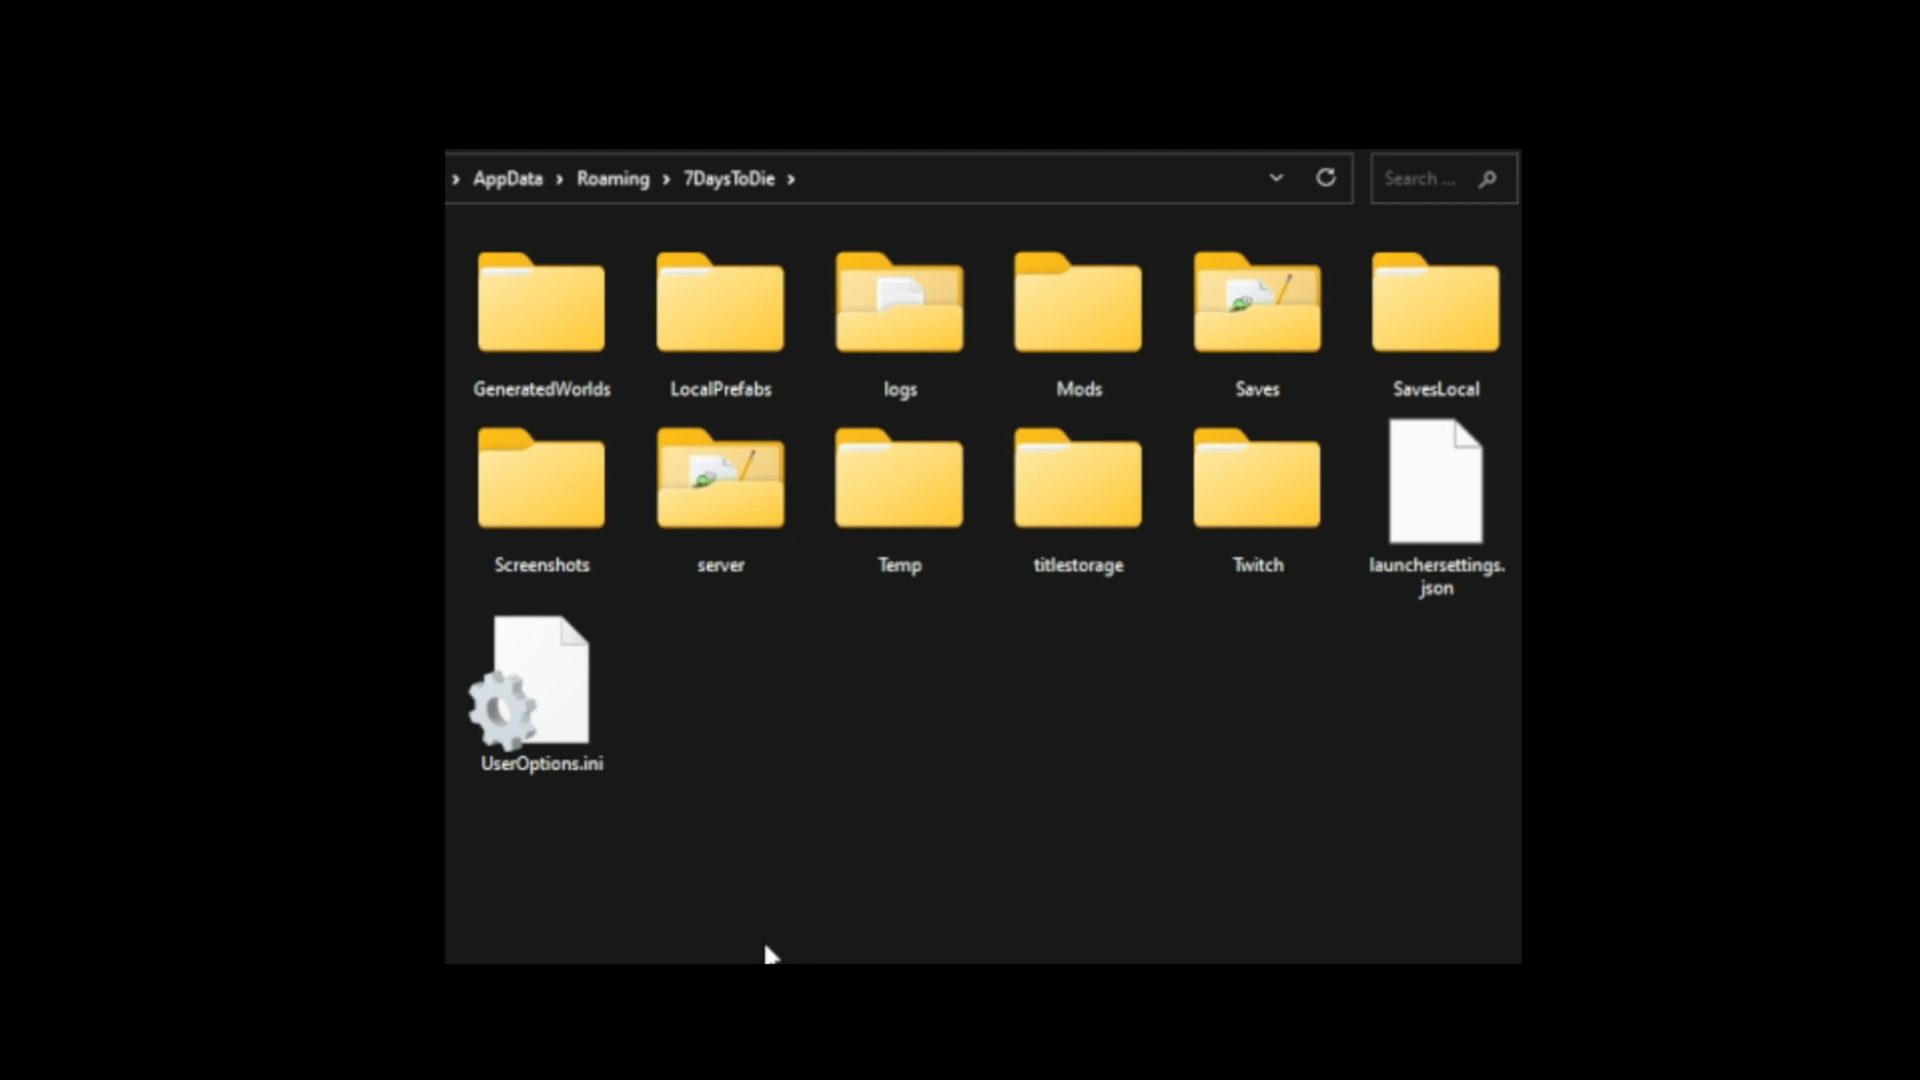 AppData › Roaming › 7DaysToDie ›
Search ...
GeneratedWorlds
LocalPrefabs
logs
Mods
Saves
SavesLocal
Screenshots
server
Temp
titlestorage
Twitch
launchersettings.
json
UserOptions.ini